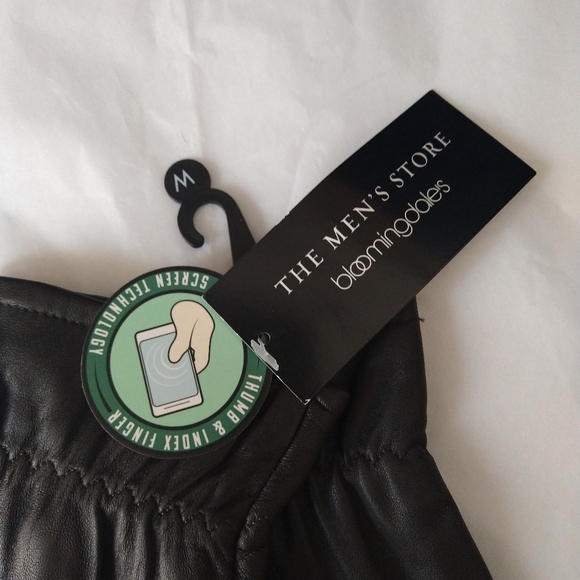 M
THE MEN'S STORE
bloomingdale's
SCREEN TECHNOLOGY
THUMB & INDEX FINGER